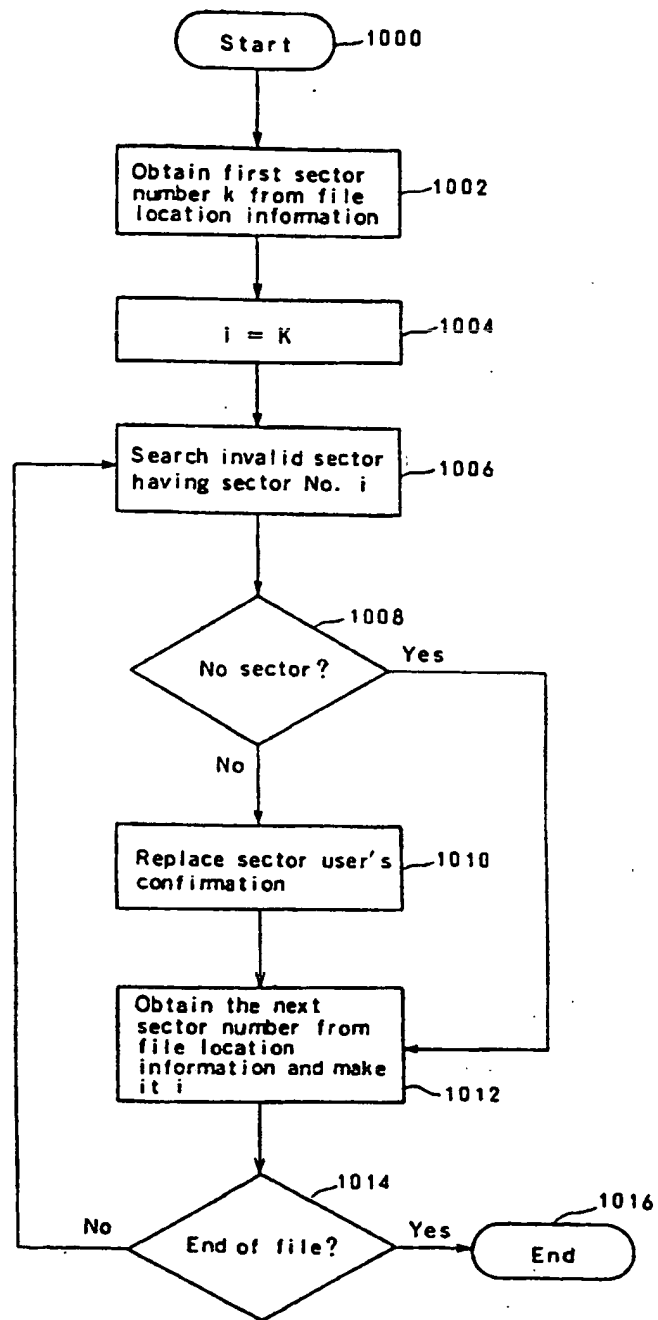 Start
1000
Obtain first sector
number k from file
location information
1002
i = K
1004
Search invalid sector
having sector No. i
1006
1008
No sector?
Yes
No
Replace sector user's
confirmation
1010
Obtain the next
sector number from
file location
information and make
it i
1012
1014
End of file?
No
Yes
1016
End